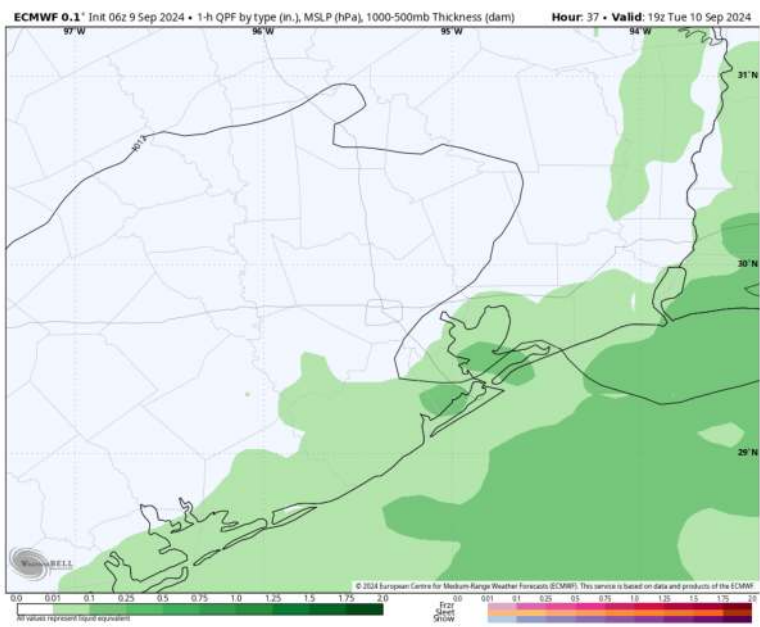 ECMWF 0.1° Init 06z 9 Sep 2024 • 1-h QPF by type (in.), MSLP (hPa), 1000-500mb Thickness (dam) Hour: 37 • Valid: 19z Tue 10 Sep 2024
97°W 96°W 95°W 94°W
31°N
1012
30°N
29°N
WeatherBELL
© 2024 European Centre for Medium-Range Weather Forecasts (ECMWF). This service is based on data and products of the ECMWF
0.0 0.01 0.1 0.25 0.5 0.75 1.0 1.25 1.5 1.75 2.0 0.0 0.01 0.1 0.25 0.5 0.75 1.0 1.25 1.5 1.75 2.0
All values represent liquid equivalent
Frzr
Sleet
Snow